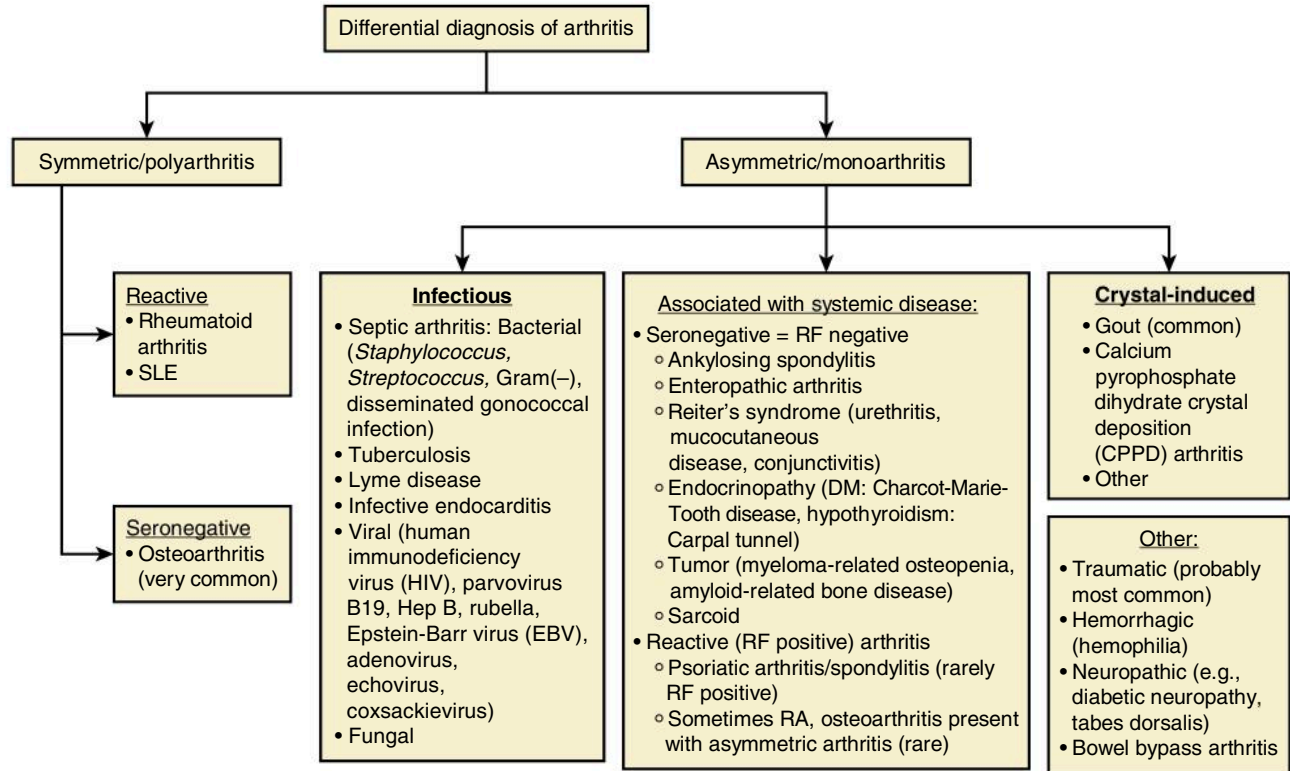 Differential diagnosis of arthritis
Symmetric/polyarthritis
Asymmetric/monoarthritis
Reactive
• Rheumatoid
arthritis
• SLE
Seronegative
• Osteoarthritis
(very common)
Infectious
• Septic arthritis: Bacterial
(Staphylococcus,
Streptococcus, Gram(–),
disseminated gonococcal
infection)
• Tuberculosis
• Lyme disease
• Infective endocarditis
• Viral (human
immunodeficiency
virus (HIV), parvovirus
B19, Hep B, rubella,
Epstein-Barr virus (EBV),
adenovirus,
echovirus,
coxsackievirus)
• Fungal
Associated with systemic disease:
• Seronegative = RF negative
○ Ankylosing spondylitis
○ Enteropathic arthritis
○ Reiter's syndrome (urethritis,
mucocutaneous
disease, conjunctivitis)
○ Endocrinopathy (DM: Charcot-Marie-
Tooth disease, hypothyroidism:
Carpal tunnel)
○ Tumor (myeloma-related osteopenia,
amyloid-related bone disease)
○ Sarcoid
• Reactive (RF positive) arthritis
○ Psoriatic arthritis/spondylitis (rarely
RF positive)
○ Sometimes RA, osteoarthritis present
with asymmetric arthritis (rare)
Crystal-induced
• Gout (common)
• Calcium
pyrophosphate
dihydrate crystal
deposition
(CPPD) arthritis
• Other
Other:
• Traumatic (probably
most common)
• Hemorrhagic
(hemophilia)
• Neuropathic (e.g.,
diabetic neuropathy,
tabes dorsalis)
• Bowel bypass arthritis